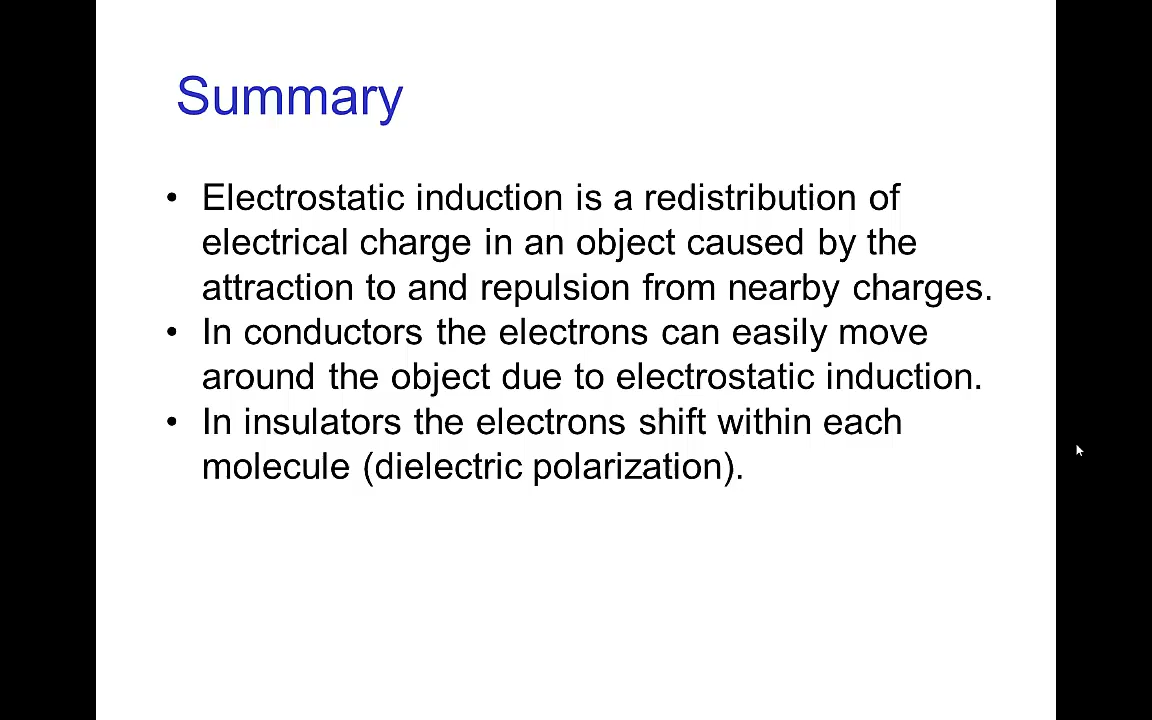 Summary
• Electrostatic induction is a redistribution of
electrical charge in an object caused by the
attraction to and repulsion from nearby charges.
• In conductors the electrons can easily move
around the object due to electrostatic induction.
• In insulators the electrons shift within each
molecule (dielectric polarization).